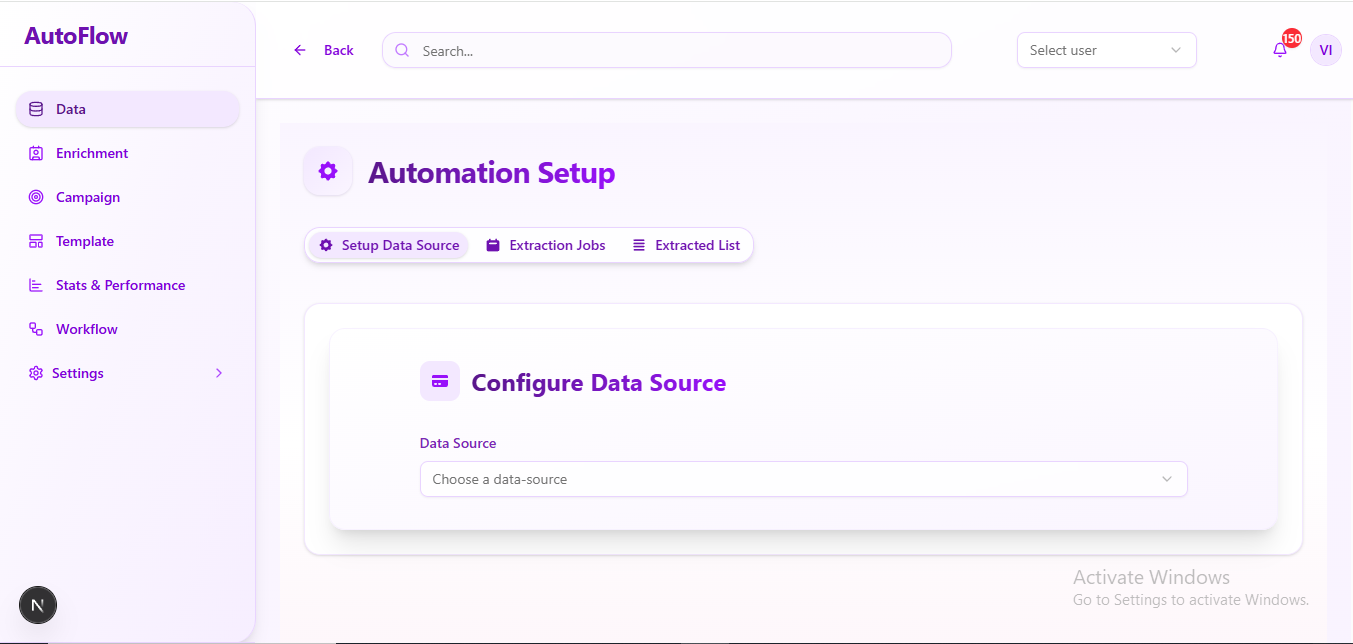 AutoFlow
Back
Search...
Select user
150
VI
Data
Enrichment
Campaign
Template
Stats & Performance
Workflow
Settings
Automation Setup
Setup Data Source
Extraction Jobs
Extracted List
Configure Data Source
Data Source
Choose a data-source
Activate Windows
Go to Settings to activate Windows.
N